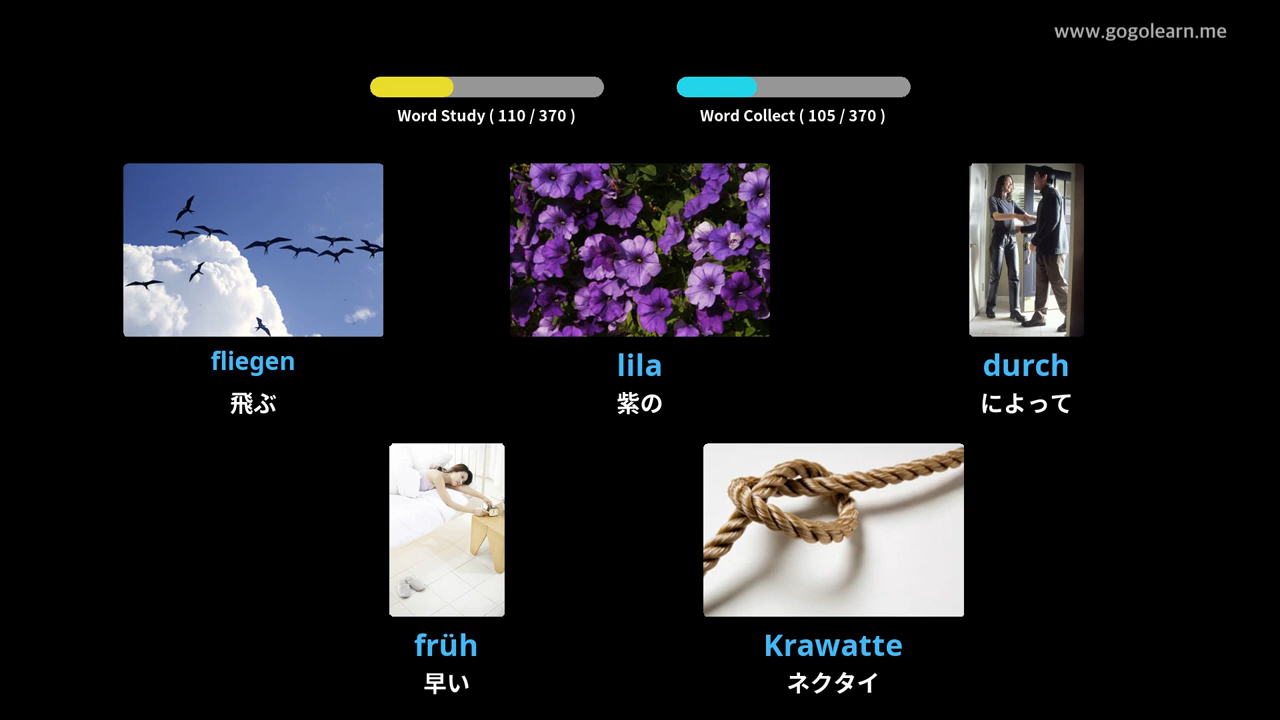 www.gogolearn.me
Word Study ( 110 / 370 )
Word Collect ( 105 / 370 )
fliegen
飛ぶ
lila
紫の
durch
によって
früh
早い
Krawatte
ネクタイ